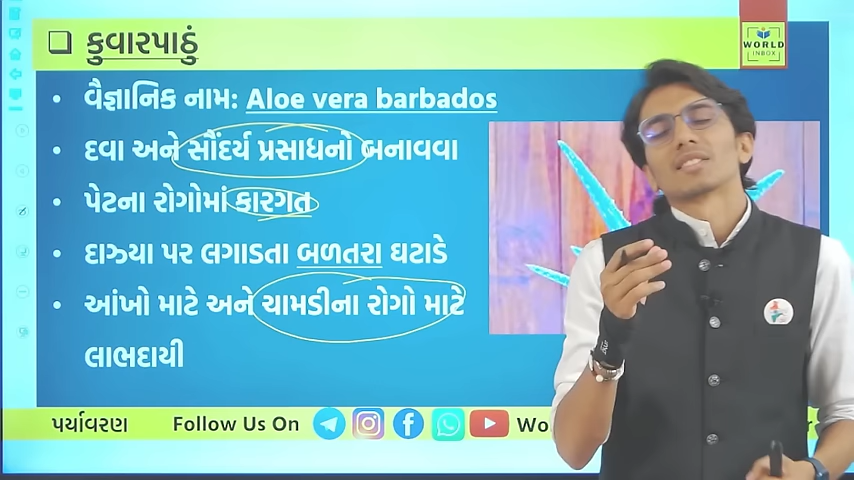 ❑ કુવારપાઠું
WORLD
INBOX
• વૈજ્ઞાનિક નામ: Aloe vera barbados
• દવા અને સૌંદર્ય પ્રસાધનો બનાવવા
• પેટના રોગોમાં કારગત
• દાઝ્યા પર લગાડતા બળતરા ઘટાડે
• આંખો માટે અને ચામડીના રોગો માટે
લાભદાયી
પર્યાવરણ Follow Us On